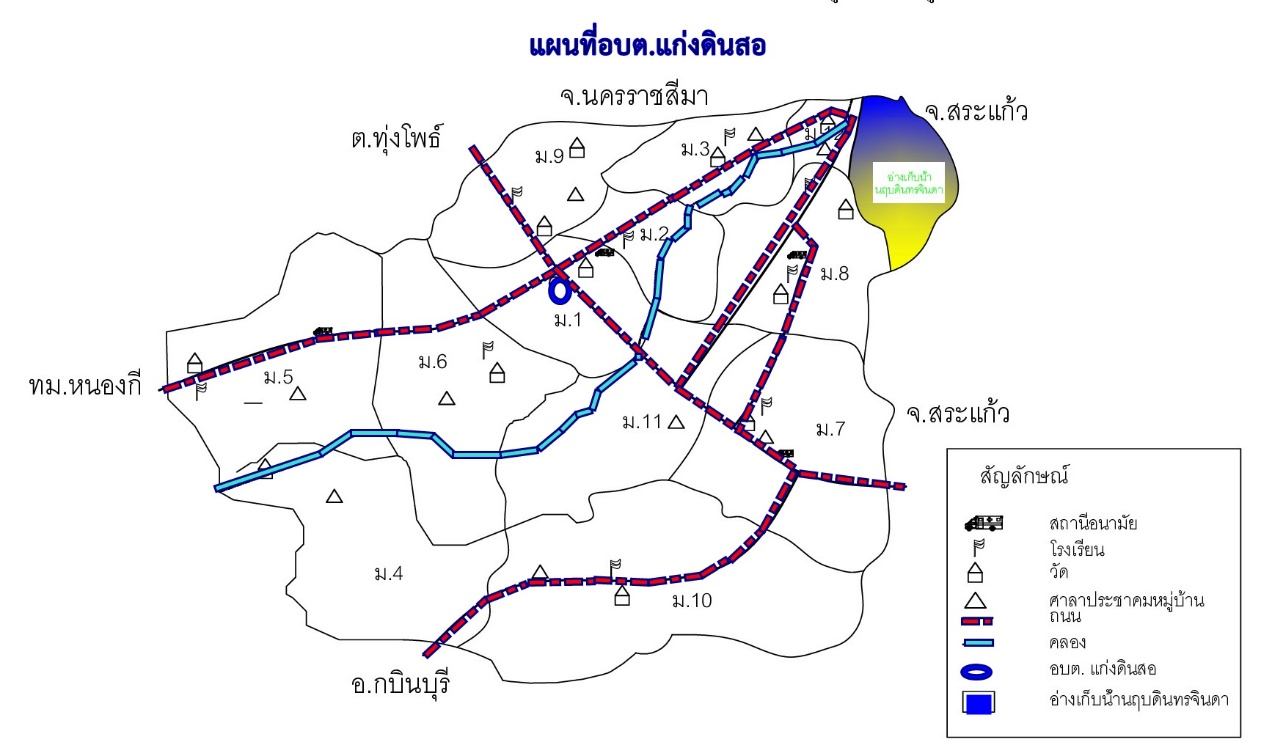 แผนที่อบต.แก่งดินสอ
จ.นครราชสีมา
จ.สระแก้ว
ต.ทุ่งโพธ์
ม.9
ม.3
อ่างเก็บน้ำ
นฤบดินทรจินดา
ม.2
ม.8
ม.1
ม.6
ม.5
ทม.หนองกี่
ม.11
ม.7
จ.สระแก้ว
ม.4
ม.10
อ.กบินบุรี
สัญลักษณ์
สถานีอนามัย
โรงเรียน
วัด
ศาลาประชาคมหมู่บ้าน
ถนน
คลอง
อบต. แก่งดินสอ
อ่างเก็บน้ำนฤบดินทรจินดา